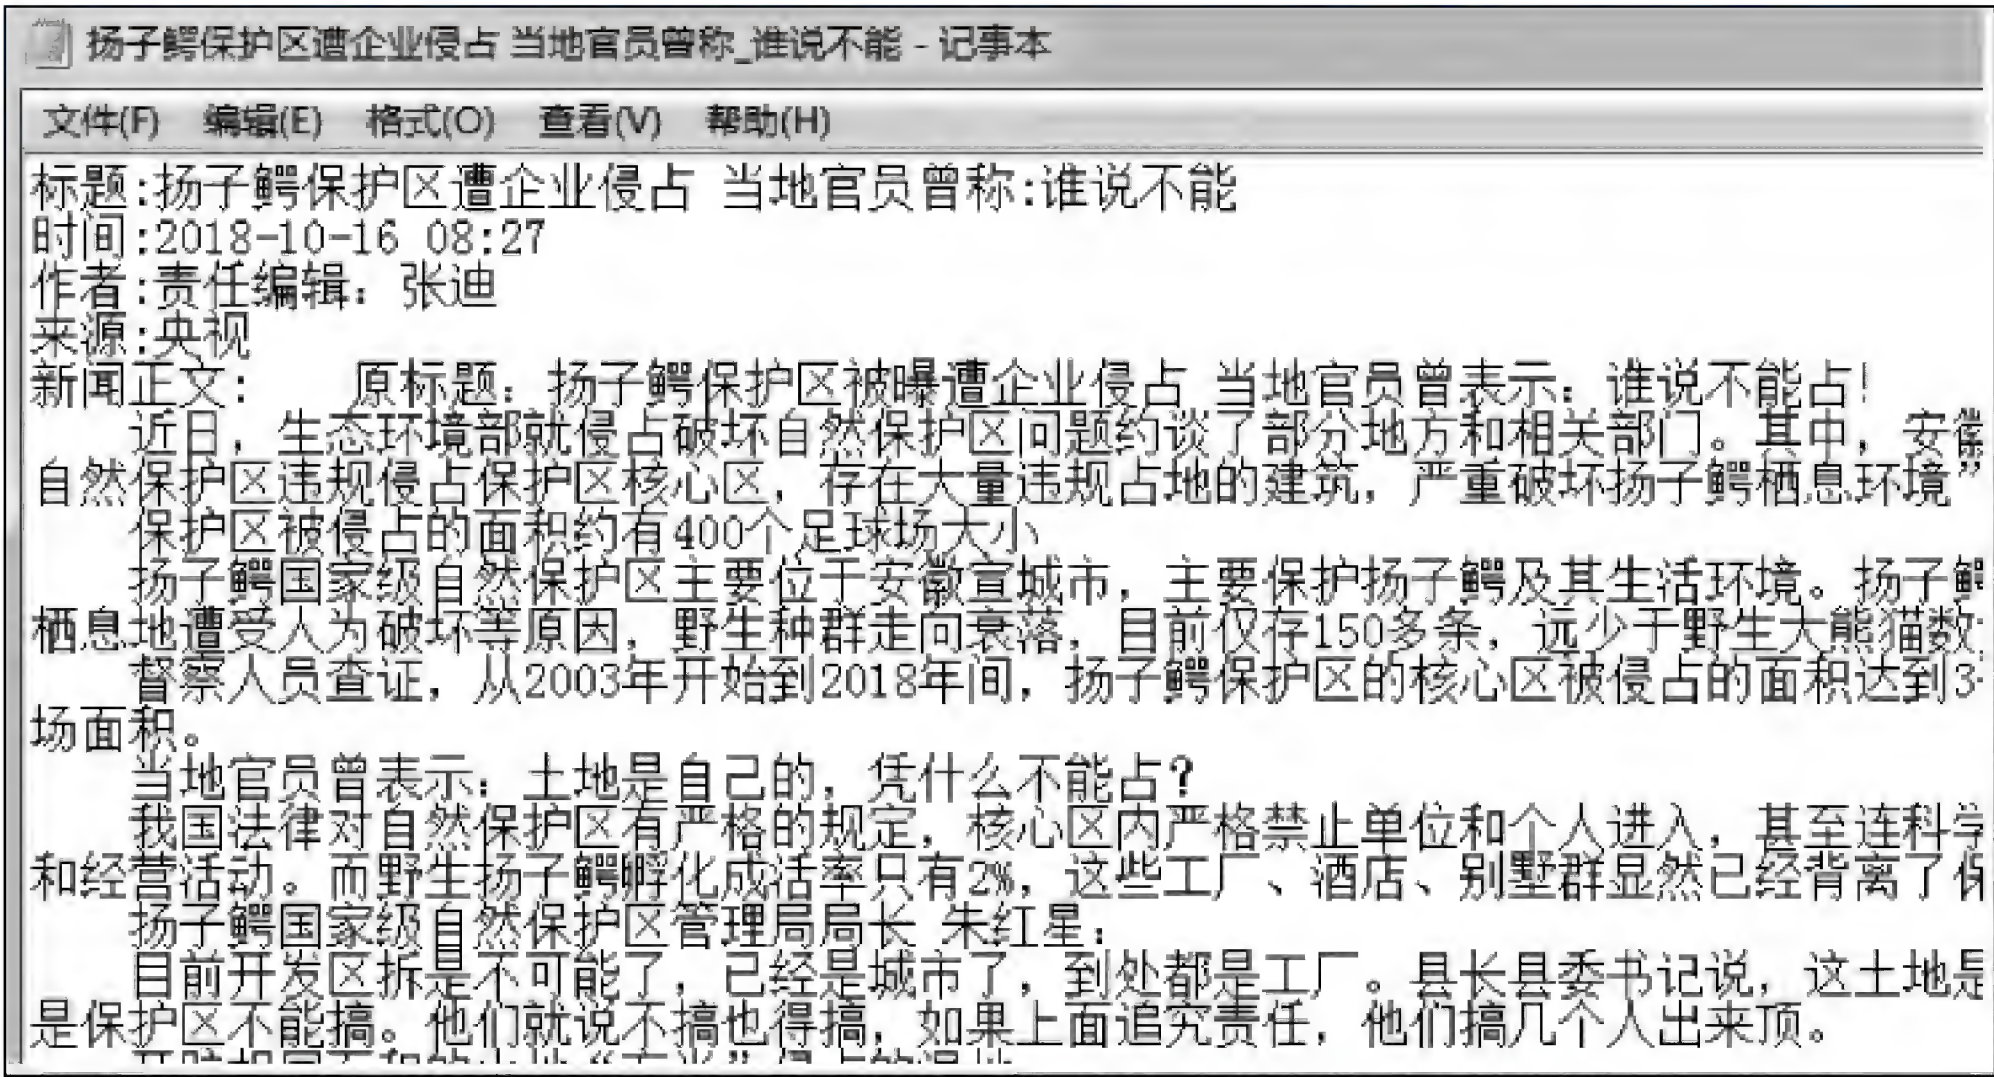 扬子鳄保护区遭企业侵占 当地官员曾称_谁说不能 - 记事本
文件(F) 编辑(E) 格式(O) 查看(V) 帮助(H)
标题:扬子鳄保护区遭企业侵占 当地官员曾称:谁说不能
时间:2018-10-16 08:27
作者:责任编辑：张迪
来源:央视
新闻正文： 原标题：扬子鳄保护区被曝遭企业侵占 当地官员曾表示：谁说不能占！
近日，生态环境部就侵占破坏自然保护区问题约谈了部分地方和相关部门。其中，安徽
自然保护区违规侵占保护区核心区，存在大量违规占地的建筑，严重破坏扬子鳄栖息环境”
保护区被侵占的面积约有400个足球场大小
扬子鳄国家级自然保护区主要位于安徽宣城市，主要保护扬子鳄及其生活环境。扬子鳄
栖息地遭受人为破坏等原因，野生种群走向衰落，目前仅存150多条，远少于野生大熊猫数
督察人员查证，从2003年开始到2018年间，扬子鳄保护区的核心区被侵占的面积达到3
场面积。
当地官员曾表示：土地是自己的，凭什么不能占？
我国法律对自然保护区有严格的规定，核心区内严格禁止单位和个人进入，甚至连科学
和经营活动。而野生扬子鳄孵化成活率只有2%，这些工厂、酒店、别墅群显然已经背离了保
扬子鳄国家级自然保护区管理局局长 朱红星：
目前开发区拆是不可能了，已经是城市了，到处都是工厂。县长县委书记说，这土地是
是保护区不能搞。他们就说不搞也得搞，如果上面追究责任，他们搞几个人出来顶。